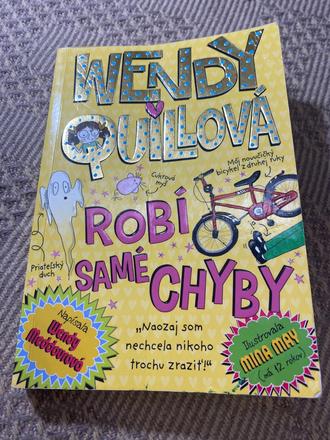 WENDY
QUILLOVÁ
Môj novučičký
bicykel z druhej ruky
Cukrová
myš
ROBÍ
Priateľský
duch
SAMÉ CHYBY
Napísala
Wendy
Meddourová
„Naozaj som
nechcela nikoho
trochu zraziť!“
Ilustrovala
MINA MAY
(má 12 rokov)